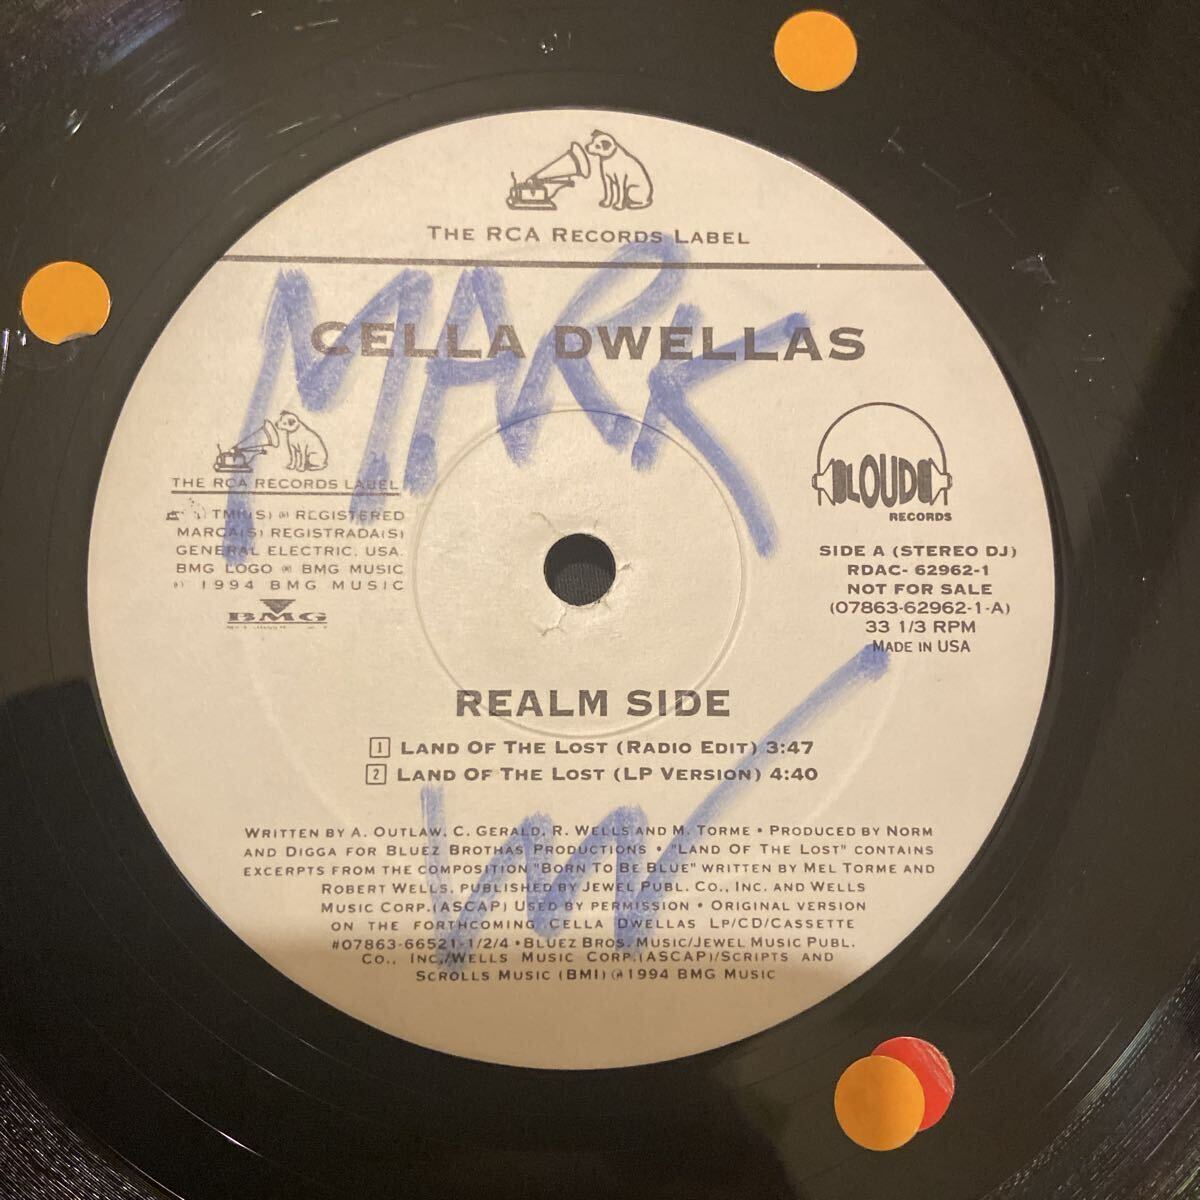 THE RCA RECORDS LABEL
MARK
CELLA DWELLAS
THE RCA RECORDS LABEL
TMK(S) ® REGISTERED
MARCA(S) REGISTRADA(S)
GENERAL ELECTRIC, USA.
BMG LOGO ® BMG MUSIC
1994 BMG MUSIC
BMG
LOUD
RECORDS
SIDE A (STEREO DJ)
RDAC- 62962-1
NOT FOR SALE
(07863-62962-1-A)
33 1/3 RPM
MADE IN USA
REALM SIDE
1 LAND OF THE LOST (RADIO EDIT) 3:47
2 LAND OF THE LOST (LP VERSION) 4:40
WRITTEN BY A. OUTLAW, C. GERALD, R. WELLS AND M. TORME • PRODUCED BY NORM
AND DIGGA FOR BLUEZ BROTHAS PRODUCTIONS • "LAND OF THE LOST" CONTAINS
EXCERPTS FROM THE COMPOSITION "BORN TO BE BLUE" WRITTEN BY MEL TORME AND
ROBERT WELLS, PUBLISHED BY JEWEL PUBL. CO., INC. AND WELLS
MUSIC CORP.(ASCAP) USED BY PERMISSION • ORIGINAL VERSION
ON THE FORTHCOMING CELLA DWELLAS LP/CD/CASSETTE
#07863-66521-1/2/4 • BLUEZ BROS. MUSIC/JEWEL MUSIC PUBL.
CO., INC./WELLS MUSIC CORP.(ASCAP)/SCRIPTS AND
SCROLLS MUSIC (BMI) ℗1994 BMG MUSIC